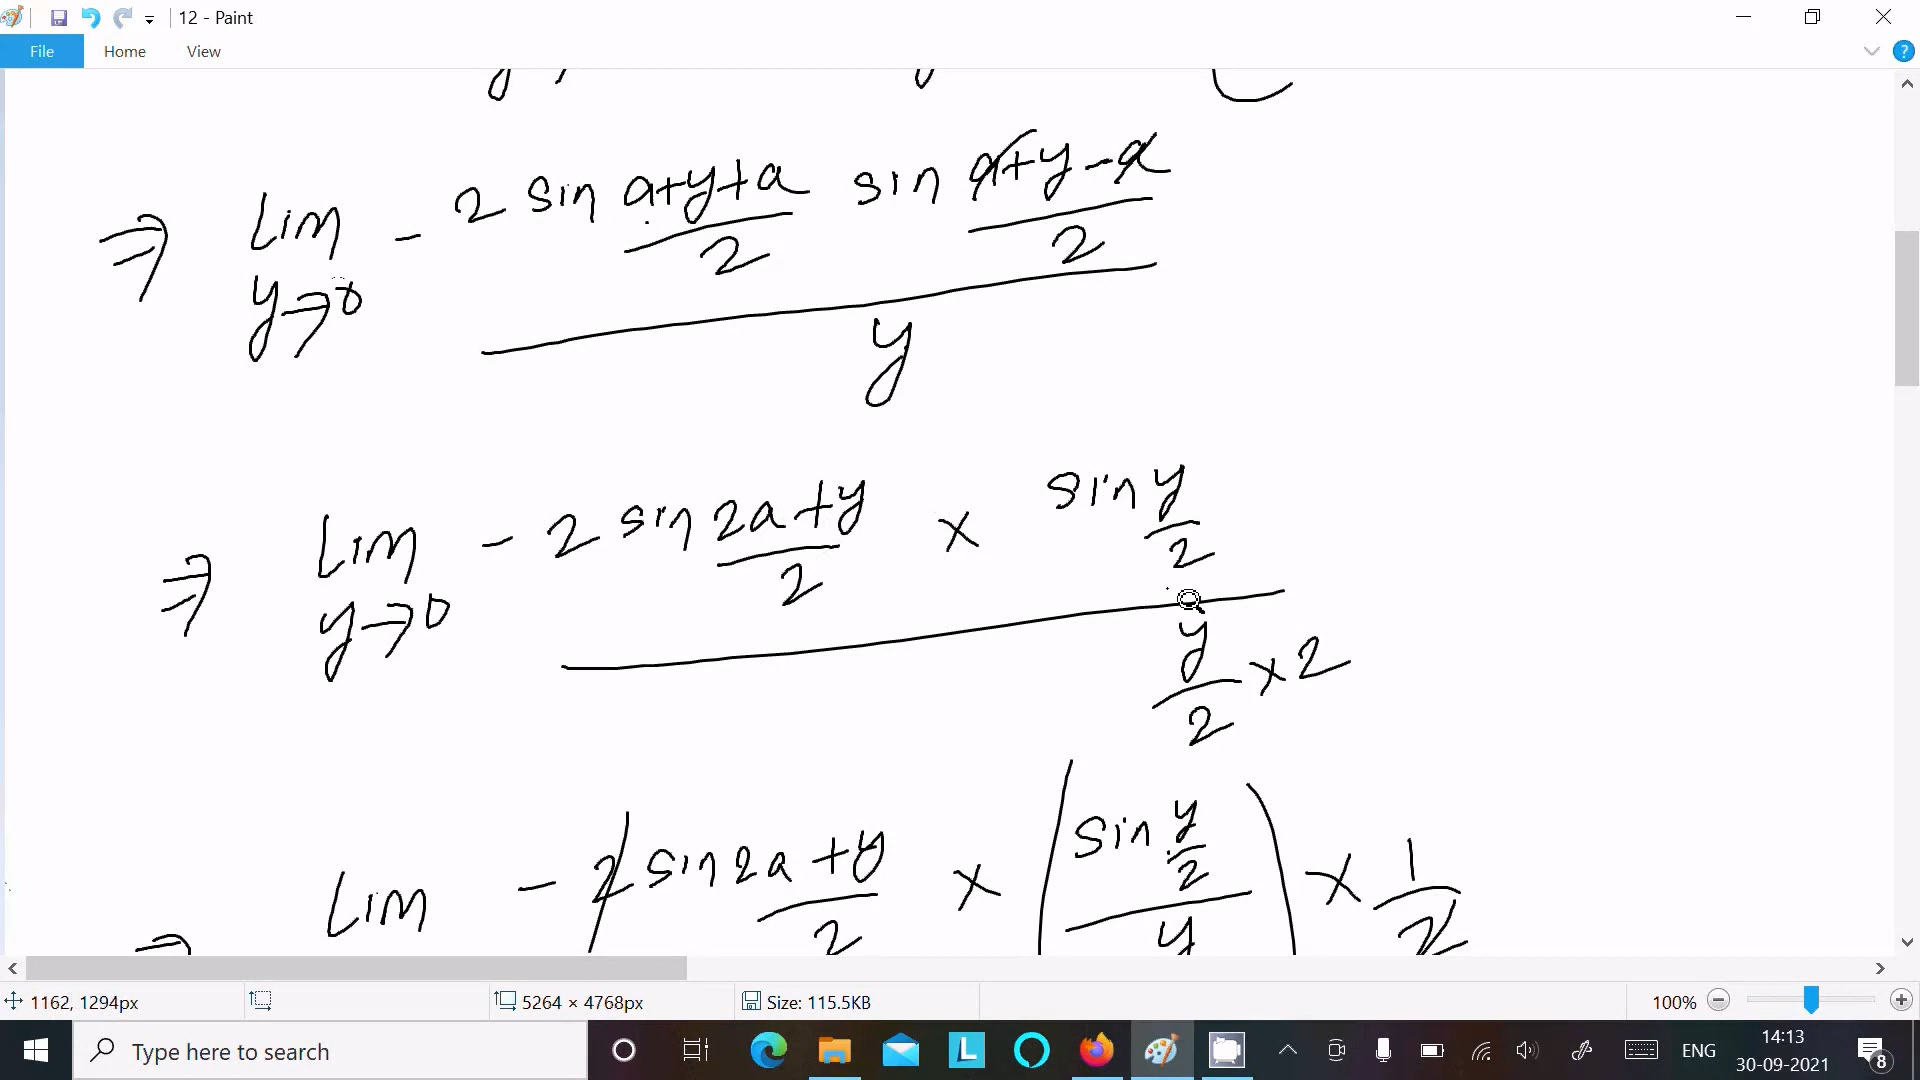 12 - Paint
File Home View
⇒ Lim - 2 sin a+y+a sin a+y-a
2 2
y→0
y
⇒ Lim - 2 sin 2a+y x sin y
2 2
y→0
y x 2
2
⇒ Lim - 2 sin 2a+y x ( sin y ) x 1
2 2 2
y
1162, 1294px 5264 × 4768px Size: 115.5KB 100%
Type here to search
L
ENG
14:13
30-09-2021
8